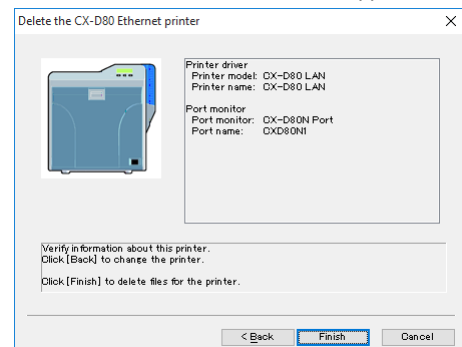 Delete the CX-D80 Ethernet printer
Printer driver
Printer model: CX-D80 LAN
Printer name: CX-D80 LAN
Port monitor
Port monitor: CX-D80N Port
Port name: CXD80N1
Verify information about this printer.
Click [Back] to change the printer.
Click [Finish] to delete files for the printer.
< Back
Finish
Cancel